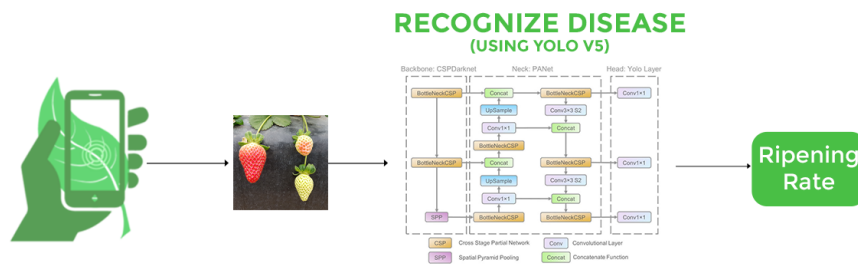 RECOGNIZE DISEASE
(USING YOLO V5)
Backbone: CSPDarknet Neck: PANet Head: Yolo Layer
BottleNeckCSP Concat BottleNeckCSP Conv1×1
UpSample Conv3×3 S2
Conv1×1 Concat
BottleNeckCSP
BottleNeckCSP Concat BottleNeckCSP Conv1×1
UpSample Conv3×3 S2
Conv1×1 Concat
SPP BottleNeckCSP BottleNeckCSP Conv1×1
CSP Cross Stage Partial Network Conv Convolutional Layer
SPP Spatial Pyramid Pooling Concat Concatenate Function
Ripening
Rate